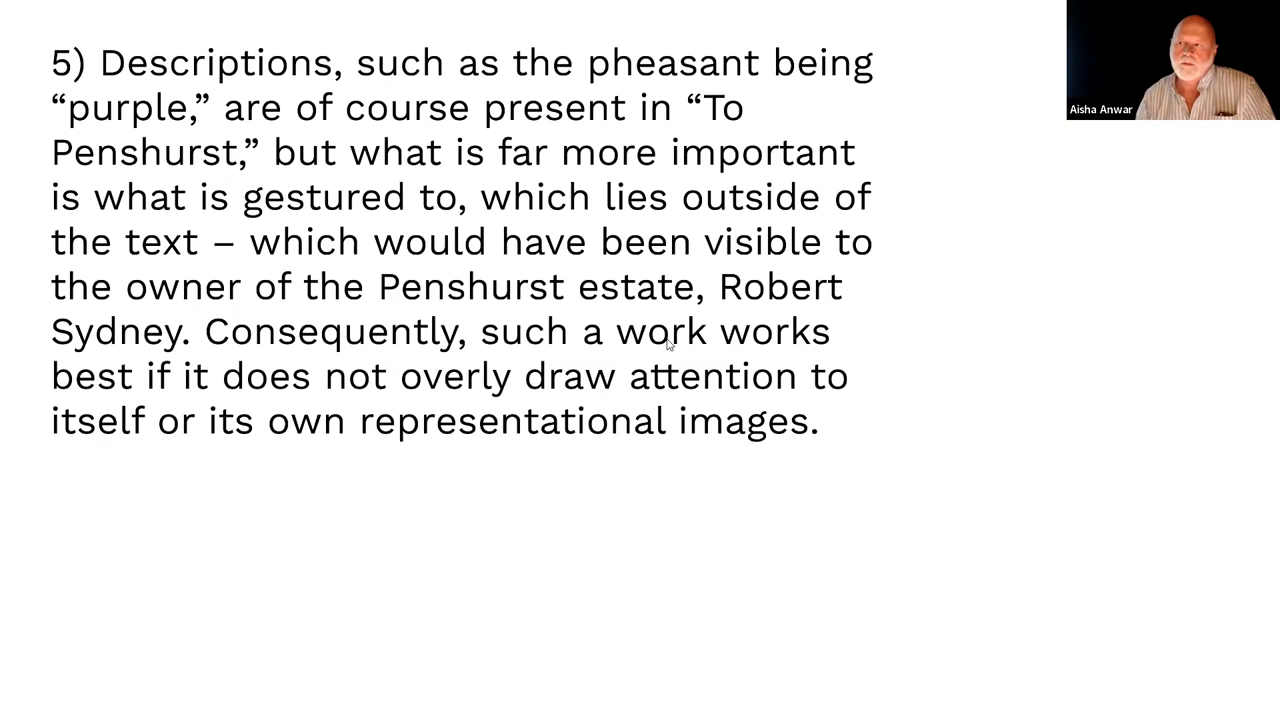 5) Descriptions, such as the pheasant being
“purple,” are of course present in “To
Penshurst,” but what is far more important
is what is gestured to, which lies outside of
the text – which would have been visible to
the owner of the Penshurst estate, Robert
Sydney. Consequently, such a work works
best if it does not overly draw attention to
itself or its own representational images.
Aisha Anwar